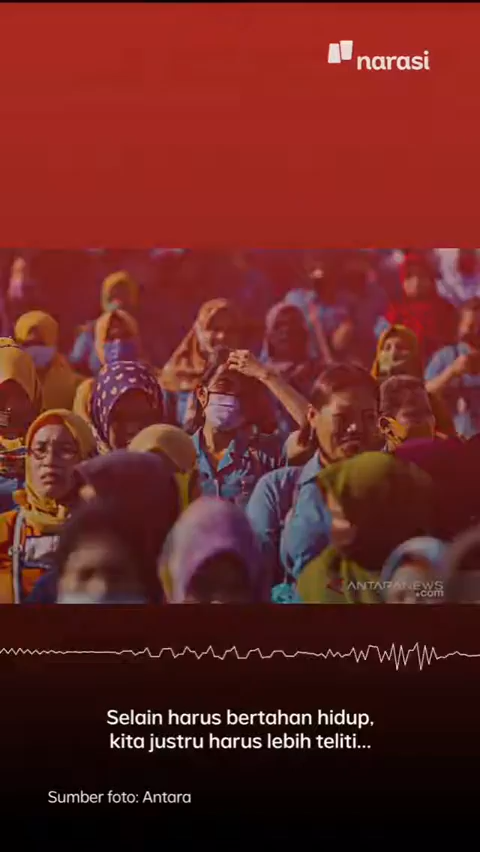 narasi
ANTARANEWS
.com
Selain harus bertahan hidup,
kita justru harus lebih teliti...
Sumber foto: Antara